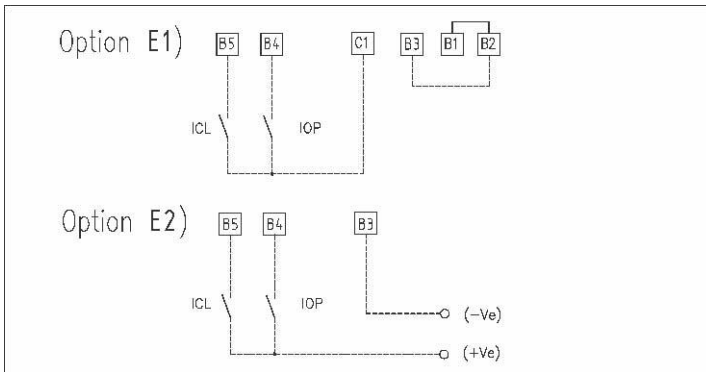 Option E1) B5 B4 C1 B3 B1 B2
ICL IOP
Option E2) B5 B4 B3
ICL IOP
(-Ve)
(+Ve)